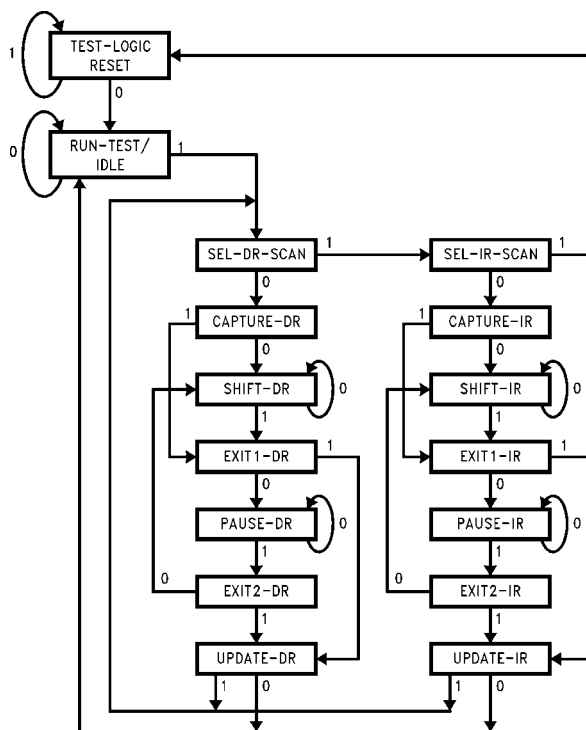 TEST-LOGIC
RESET
1
0
RUN-TEST/
IDLE
0
1
SEL-DR-SCAN
1
SEL-IR-SCAN
1
0
0
1
CAPTURE-DR
1
CAPTURE-IR
0
0
SHIFT-DR
0
SHIFT-IR
0
1
1
EXIT1-DR
1
EXIT1-IR
1
0
0
PAUSE-DR
0
PAUSE-IR
0
1
1
0
EXIT2-DR
0
EXIT2-IR
1
1
UPDATE-DR
UPDATE-IR
1
0
1
0